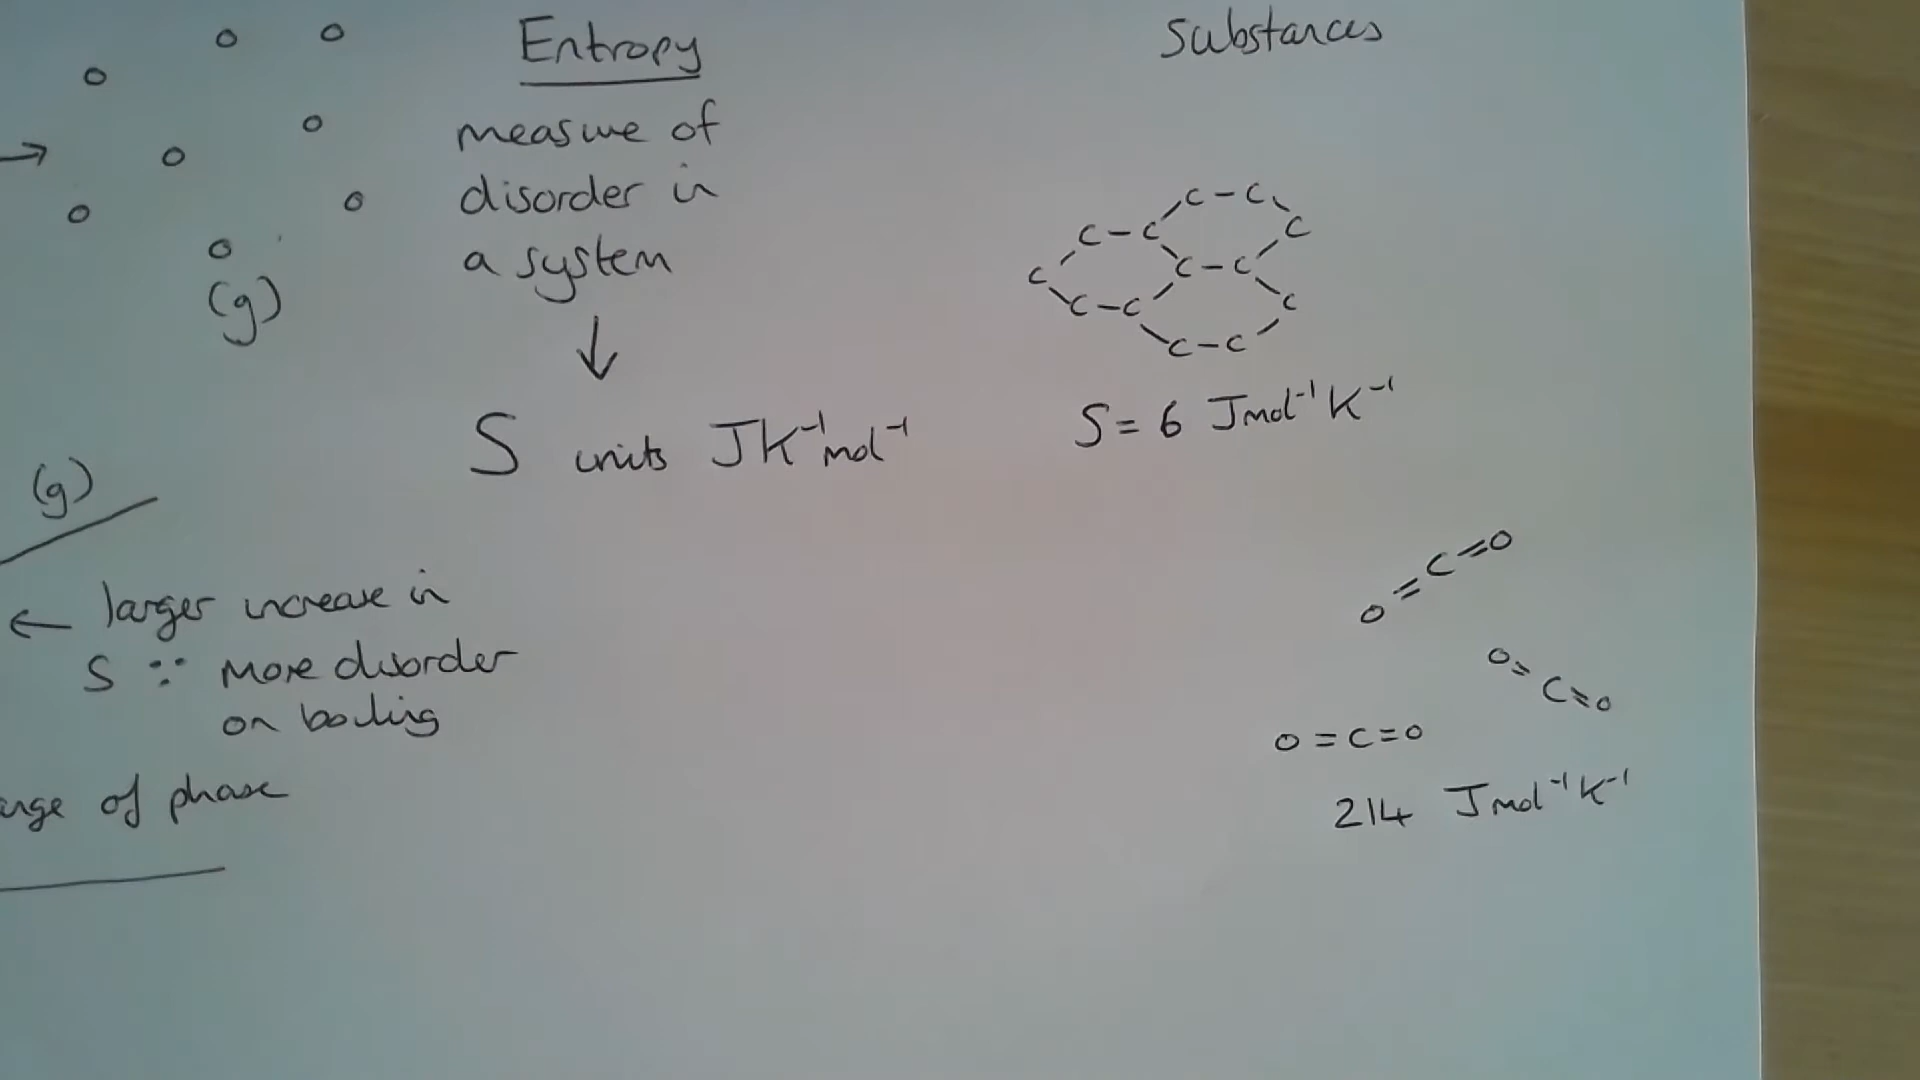 Entropy
measure of
disorder in
a system
(g)
↓
S units JK⁻¹mol⁻¹
(g)
← larger increase in
S ∵ more disorder
on boiling
of phase
Substances
C-C
C-C C
C C-C
C-C C
C-C
S = 6 Jmol⁻¹K⁻¹
O=C=O
O=C=O
O=C=O
214 Jmol⁻¹K⁻¹